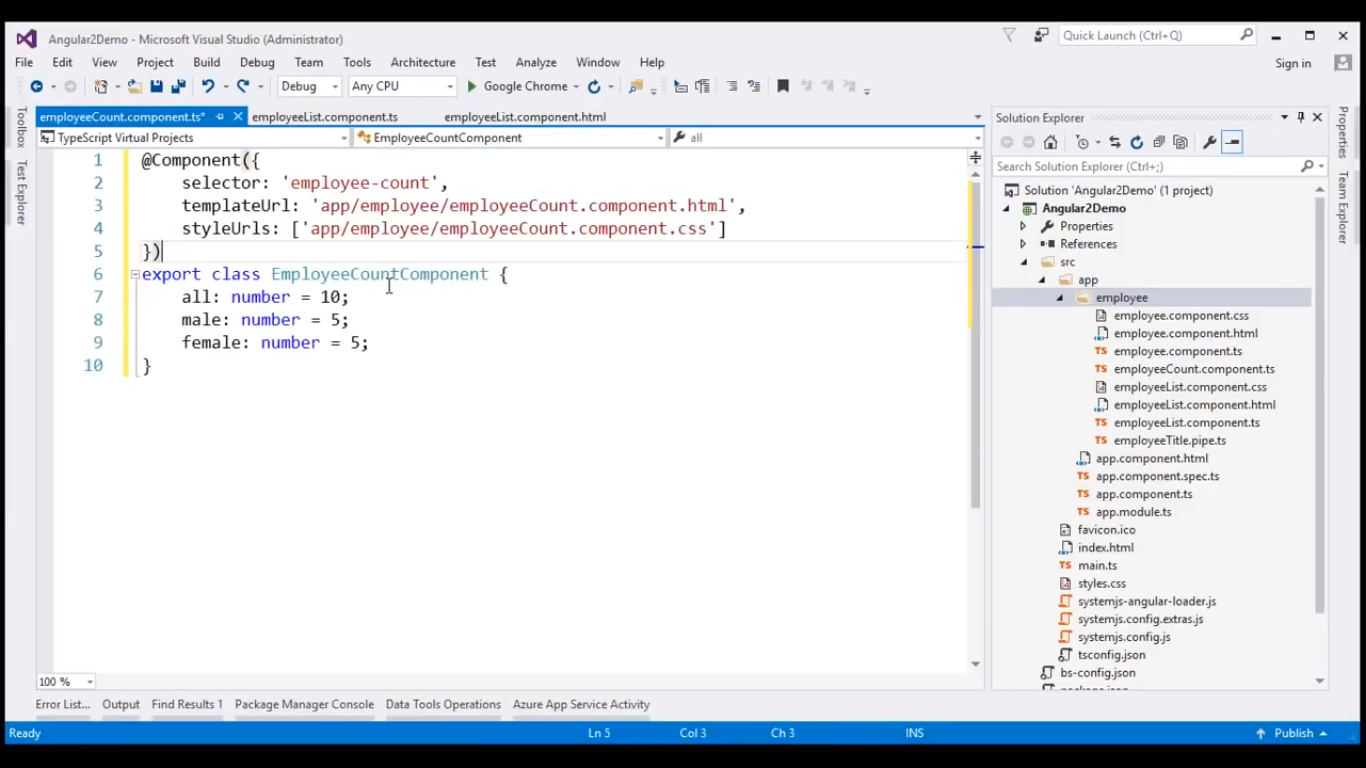 Angular2Demo - Microsoft Visual Studio (Administrator)
Quick Launch (Ctrl+Q)
File Edit View Project Build Debug Team Tools Architecture Test Analyze Window Help
Sign in
Debug Any CPU Google Chrome
employeeCount.component.ts* employeeList.component.ts employeeList.component.html
TypeScript Virtual Projects EmployeeCountComponent all
Toolbox
Test Explorer
1 @Component({
2 selector: 'employee-count',
3 templateUrl: 'app/employee/employeeCount.component.html',
4 styleUrls: ['app/employee/employeeCount.component.css']
5 })
6 export class EmployeeCountComponent {
7 all: number = 10;
8 male: number = 5;
9 female: number = 5;
10 }
100 %
Solution Explorer
Search Solution Explorer (Ctrl+;)
Solution 'Angular2Demo' (1 project)
Angular2Demo
Properties
References
src
app
employee
employee.component.css
employee.component.html
employee.component.ts
employeeCount.component.ts
employeeList.component.css
employeeList.component.html
employeeList.component.ts
employeeTitle.pipe.ts
app.component.html
app.component.spec.ts
app.component.ts
app.module.ts
favicon.ico
index.html
main.ts
styles.css
systemjs-angular-loader.js
systemjs.config.extras.js
systemjs.config.js
tsconfig.json
bs-config.json
Properties
Team Explorer
Error List... Output Find Results 1 Package Manager Console Data Tools Operations Azure App Service Activity
Ready Ln 5 Col 3 Ch 3 INS Publish